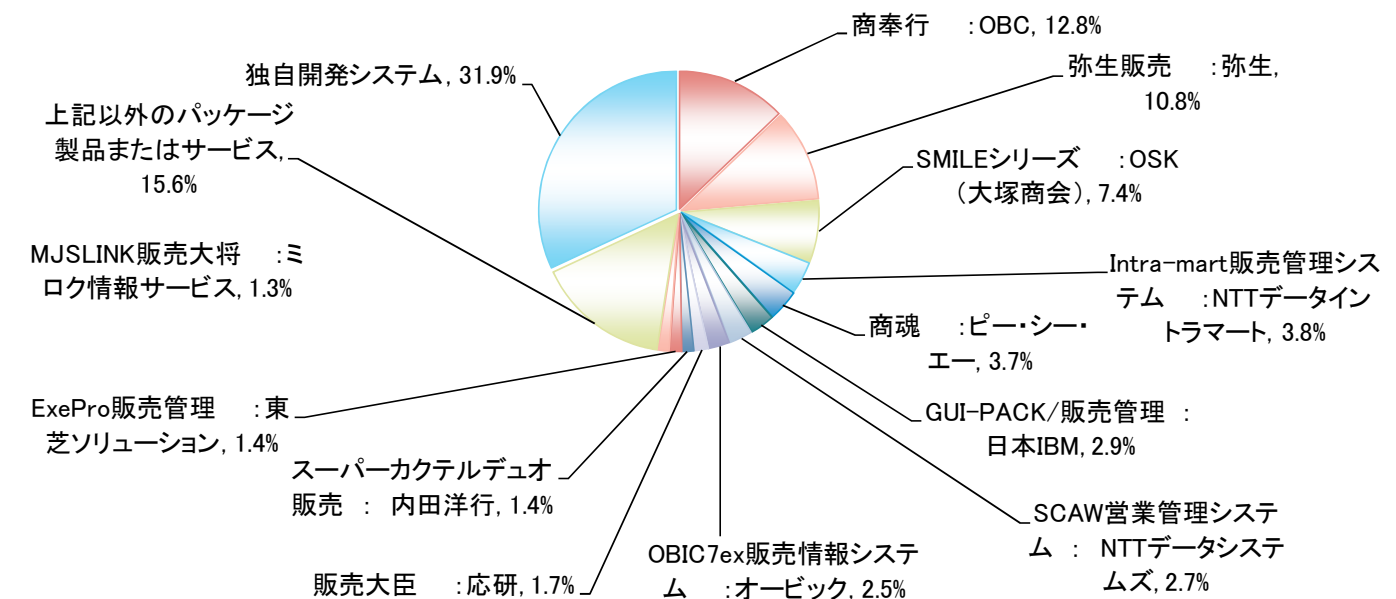 商奉行　：OBC, 12.8%
弥生販売　：弥生,
10.8%
SMILEシリーズ　：OSK
（大塚商会）, 7.4%
Intra-mart販売管理シス
テム　：NTTデータイン
トラマート, 3.8%
商魂　：ピー・シー・
エー, 3.7%
GUI-PACK/販売管理 ：
日本IBM, 2.9%
SCAW営業管理システ
ム ： NTTデータシステ
ムズ, 2.7%
OBIC7ex販売情報システ
ム　：オービック, 2.5%
販売大臣　：応研, 1.7%
スーパーカクテルデュオ
販売 ： 内田洋行, 1.4%
ExePro販売管理　：東
芝ソリューション, 1.4%
MJSLINK販売大将　：ミ
ロク情報サービス, 1.3%
上記以外のパッケージ
製品またはサービス,
15.6%
独自開発システム, 31.9%